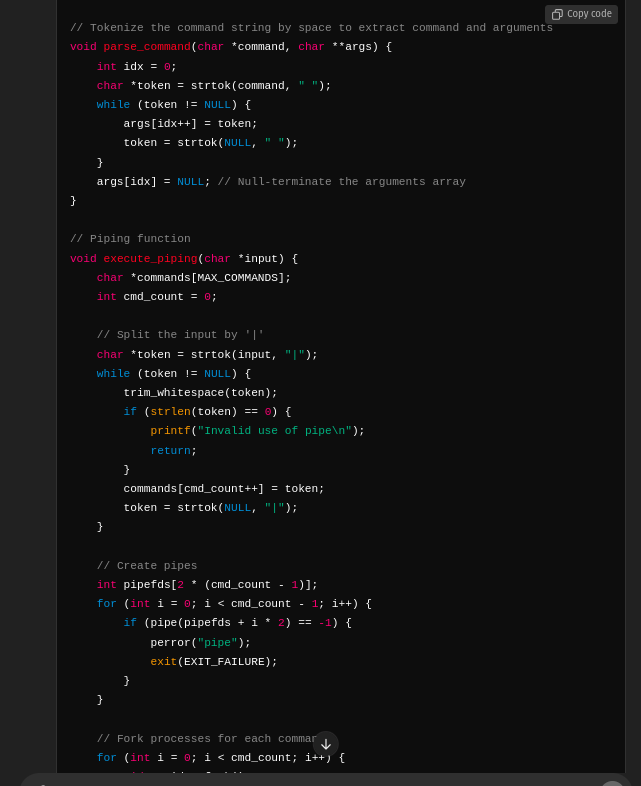 Copy code
// Tokenize the command string by space to extract command and arguments
void parse_command(char *command, char **args) {
    int idx = 0;
    char *token = strtok(command, " ");
    while (token != NULL) {
        args[idx++] = token;
        token = strtok(NULL, " ");
    }
    args[idx] = NULL; // Null-terminate the arguments array
}
// Piping function
void execute_piping(char *input) {
    char *commands[MAX_COMMANDS];
    int cmd_count = 0;
    // Split the input by '|'
    char *token = strtok(input, "|");
    while (token != NULL) {
        trim_whitespace(token);
        if (strlen(token) == 0) {
            printf("Invalid use of pipe\n");
            return;
        }
        commands[cmd_count++] = token;
        token = strtok(NULL, "|");
    }
    // Create pipes
    int pipefds[2 * (cmd_count - 1)];
    for (int i = 0; i < cmd_count - 1; i++) {
        if (pipe(pipefds + i * 2) == -1) {
            perror("pipe");
            exit(EXIT_FAILURE);
        }
    }
    // Fork processes for each comman
    for (int i = 0; i < cmd_count; i++) {